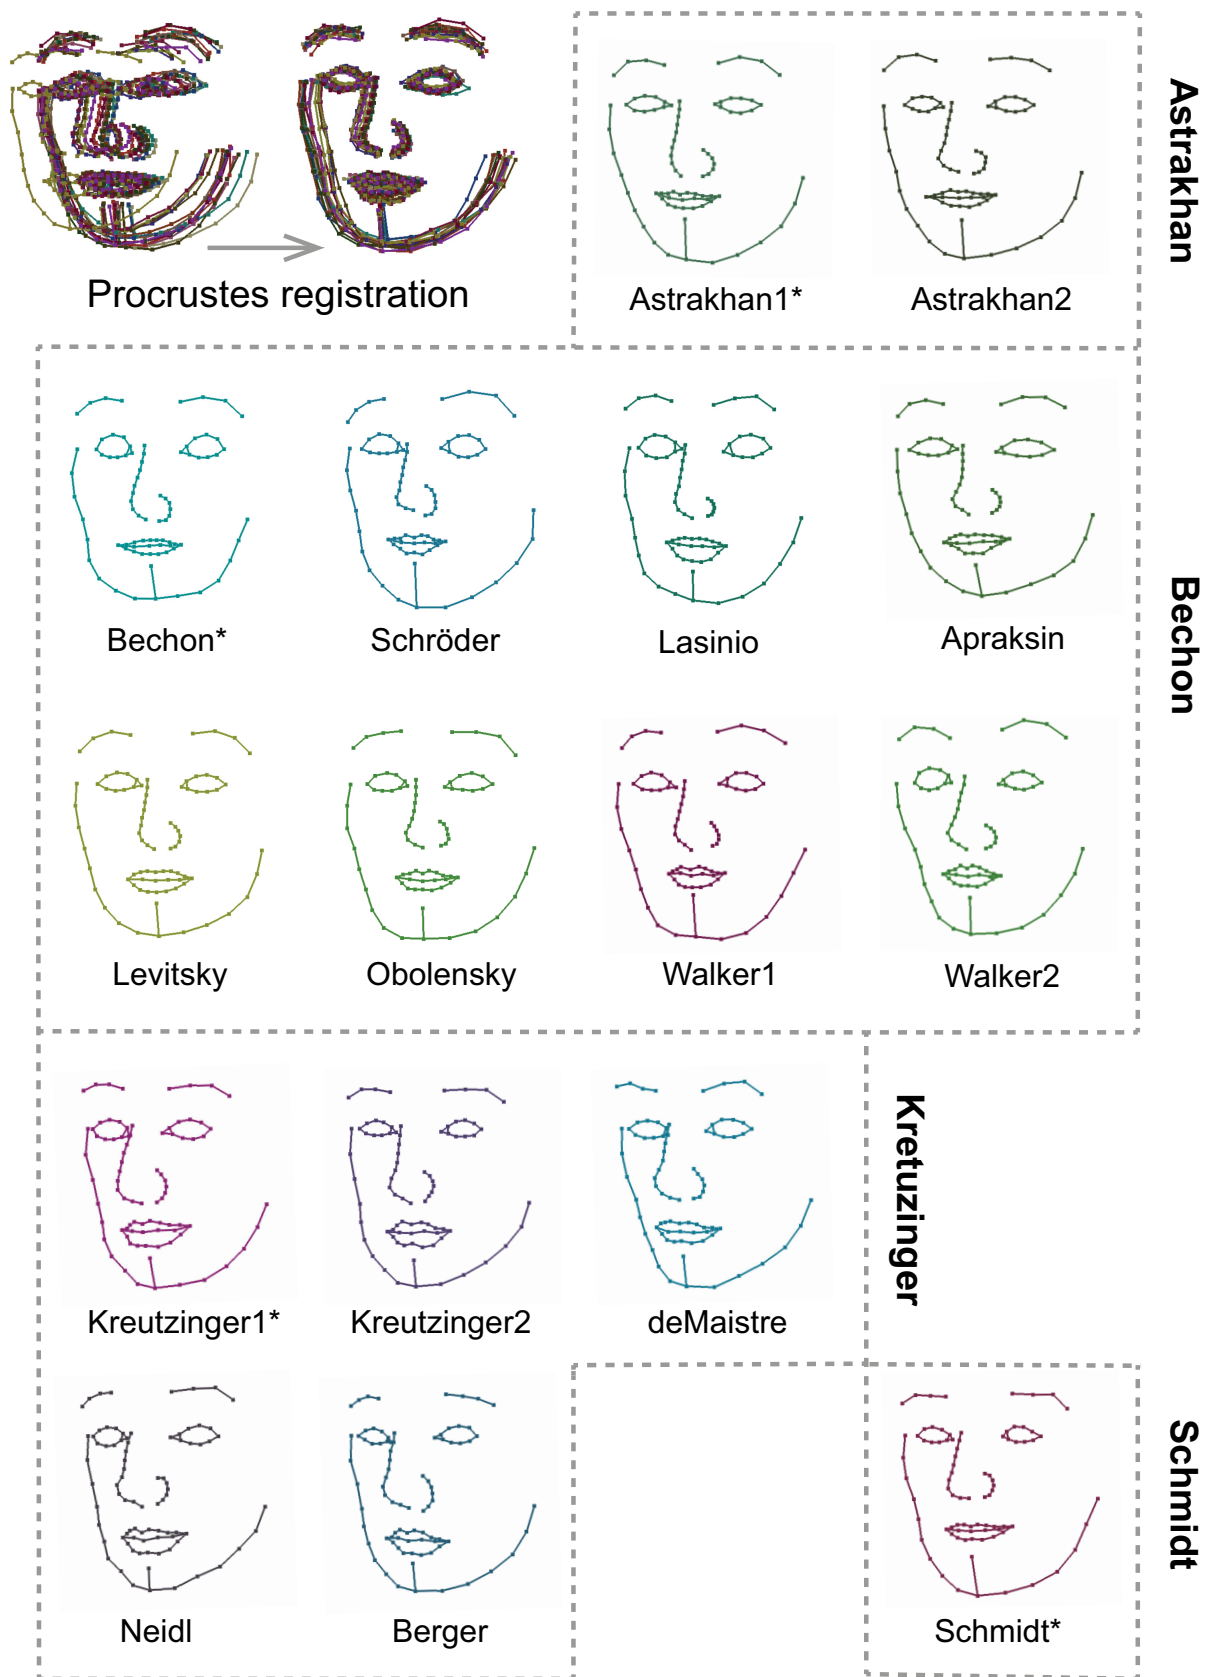 Procrustes registration
Astrakhan1*
Astrakhan2
Astrakhan
Bechon*
Schröder
Lasinio
Apraksin
Bechon
Levitsky
Obolensky
Walker1
Walker2
Kreutzinger1*
Kreutzinger2
deMaistre
Kretuzinger
Neidl
Berger
Schmidt*
Schmidt